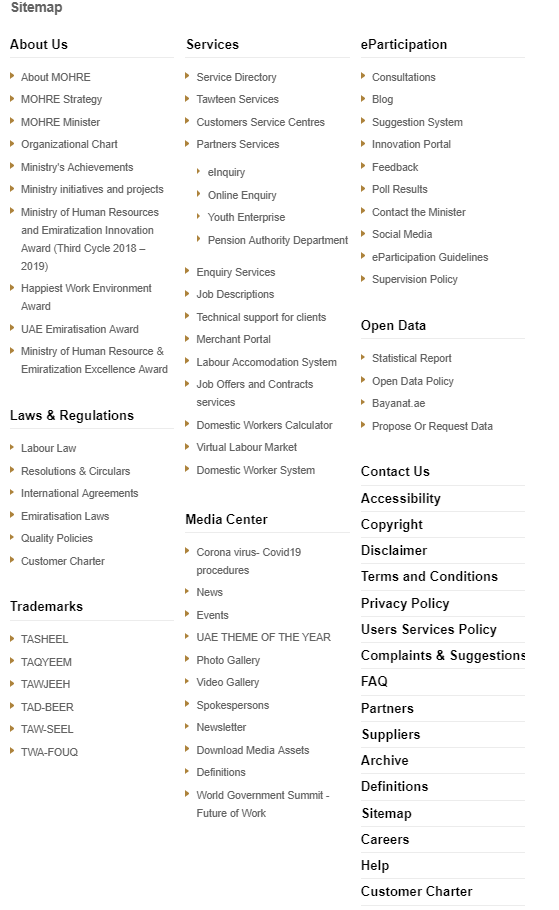 Sitemap
About Us
About MOHRE
MOHRE Strategy
MOHRE Minister
Organizational Chart
Ministry's Achievements
Ministry initiatives and projects
Ministry of Human Resources
and Emiratization Innovation
Award (Third Cycle 2018 –
2019)
Happiest Work Environment
Award
UAE Emiratisation Award
Ministry of Human Resource &
Emiratization Excellence Award
Laws & Regulations
Labour Law
Resolutions & Circulars
International Agreements
Emiratisation Laws
Quality Policies
Customer Charter
Trademarks
TASHEEL
TAQYEEM
TAWJEEH
TAD-BEER
TAW-SEEL
TWA-FOUQ
Services
Service Directory
Tawteen Services
Customers Service Centres
Partners Services
eInquiry
Online Enquiry
Youth Enterprise
Pension Authority Department
Enquiry Services
Job Descriptions
Technical support for clients
Merchant Portal
Labour Accomodation System
Job Offers and Contracts
services
Domestic Workers Calculator
Virtual Labour Market
Domestic Worker System
Media Center
Corona virus- Covid19
procedures
News
Events
UAE THEME OF THE YEAR
Photo Gallery
Video Gallery
Spokespersons
Newsletter
Download Media Assets
Definitions
World Government Summit -
Future of Work
eParticipation
Consultations
Blog
Suggestion System
Innovation Portal
Feedback
Poll Results
Contact the Minister
Social Media
eParticipation Guidelines
Supervision Policy
Open Data
Statistical Report
Open Data Policy
Bayanat.ae
Propose Or Request Data
Contact Us
Accessibility
Copyright
Disclaimer
Terms and Conditions
Privacy Policy
Users Services Policy
Complaints & Suggestions
FAQ
Partners
Suppliers
Archive
Definitions
Sitemap
Careers
Help
Customer Charter